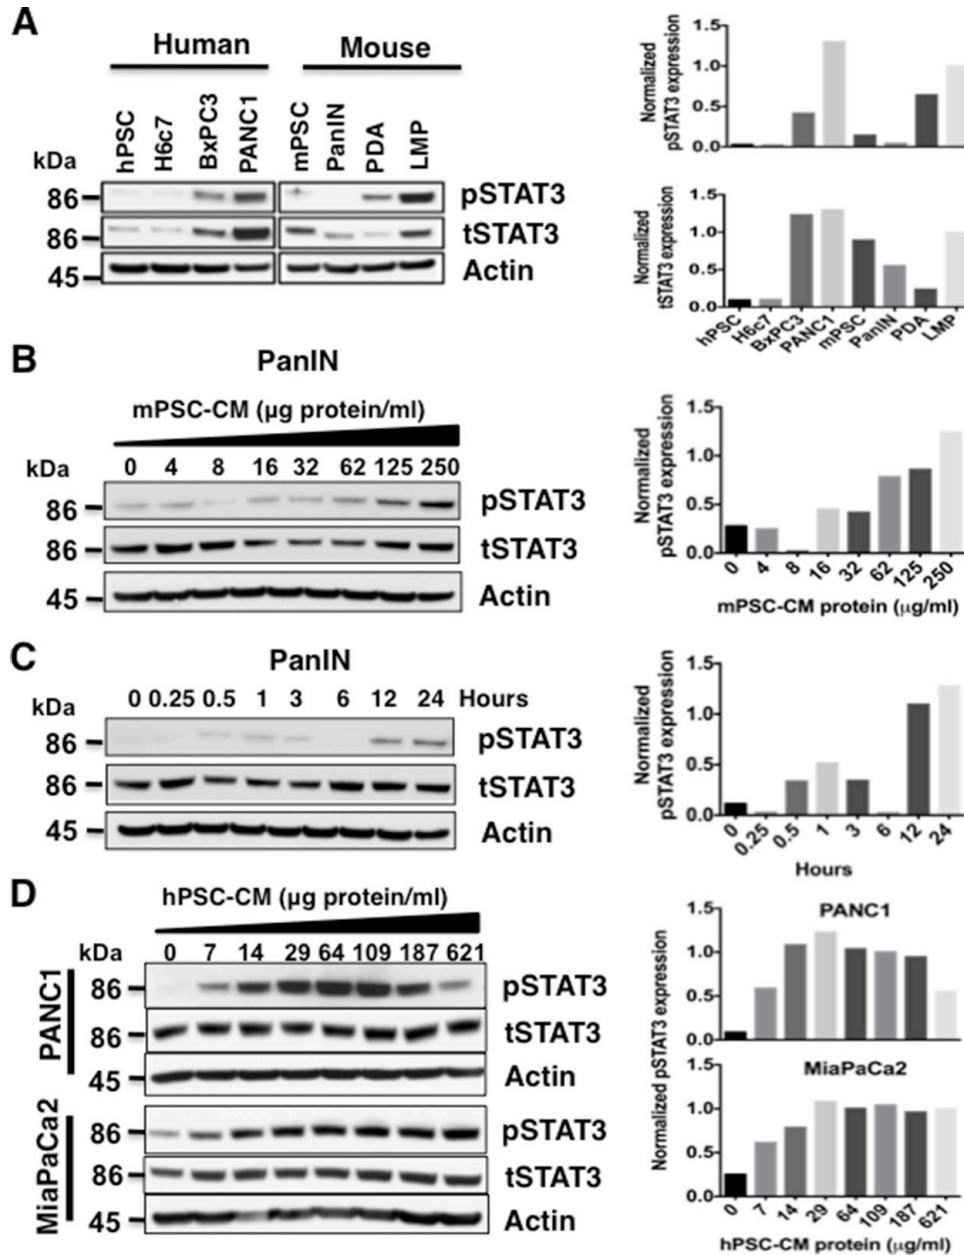 A
Human
Mouse
kDa
hPSC
H6c7
BxPC3
PANC1
mPSC
PanIN
PDA
LMP
86
pSTAT3
86
tSTAT3
45
Actin
Normalized
pSTAT3 expression
1.5
1.0
0.5
0.0
Normalized
tSTAT3 expression
1.5
1.0
0.5
0.0
hPSC
H6c7
BxPC3
PANC1
mPSC
PanIN
PDA
LMP
B
PanIN
mPSC-CM (µg protein/ml)
kDa
0 4 8 16 32 62 125 250
86
pSTAT3
86
tSTAT3
45
Actin
Normalized
pSTAT3 expression
1.5
1.0
0.5
0.0
0 4 8 16 32 62 125 250
mPSC-CM protein (µg/ml)
C
PanIN
kDa
0 0.25 0.5 1 3 6 12 24 Hours
86
pSTAT3
86
tSTAT3
45
Actin
Normalized
pSTAT3 expression
1.5
1.0
0.5
0.0
0 0.25 0.5 1 3 6 12 24
Hours
D
hPSC-CM (µg protein/ml)
kDa
0 7 14 29 64 109 187 621
PANC1
86
pSTAT3
86
tSTAT3
45
Actin
MiaPaCa2
86
pSTAT3
86
tSTAT3
45
Actin
Normalized pSTAT3 expression
PANC1
1.5
1.0
0.5
0.0
MiaPaCa2
1.5
1.0
0.5
0.0
0 7 14 29 64 109 187 621
hPSC-CM protein (µg/ml)